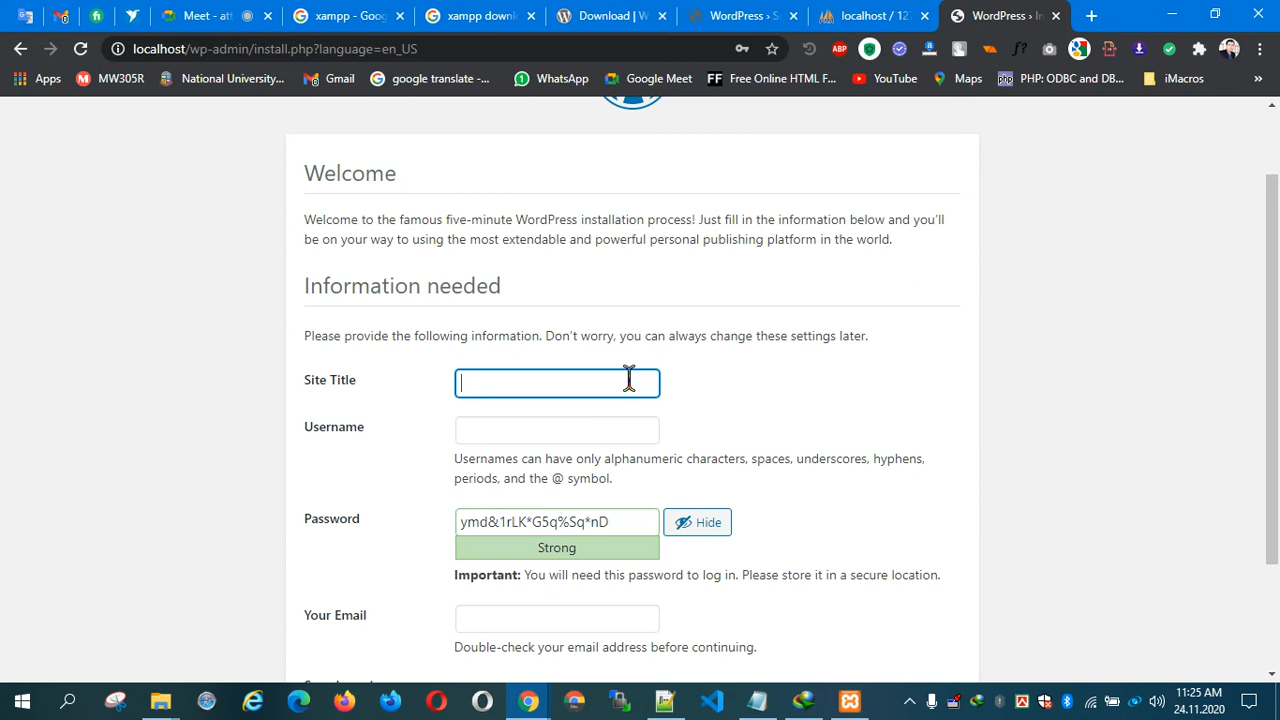 Meet - att
xampp - Goo
xampp downl
Download | W
WordPress › S
localhost / 12
WordPress › In
localhost/wp-admin/install.php?language=en_US
ABP
f?
Apps
MW305R
National University...
Gmail
google translate -...
WhatsApp
Google Meet
FF Free Online HTML F...
YouTube
Maps
php PHP: ODBC and DB...
iMacros
»
Welcome
Welcome to the famous five-minute WordPress installation process! Just fill in the information below and you'll
be on your way to using the most extendable and powerful personal publishing platform in the world.
Information needed
Please provide the following information. Don't worry, you can always change these settings later.
Site Title
Username
Usernames can have only alphanumeric characters, spaces, underscores, hyphens,
periods, and the @ symbol.
Password
ymd&1rLK*G5q%Sq*nD
Hide
Strong
Important: You will need this password to log in. Please store it in a secure location.
Your Email
Double-check your email address before continuing.
11:25 AM
24.11.2020